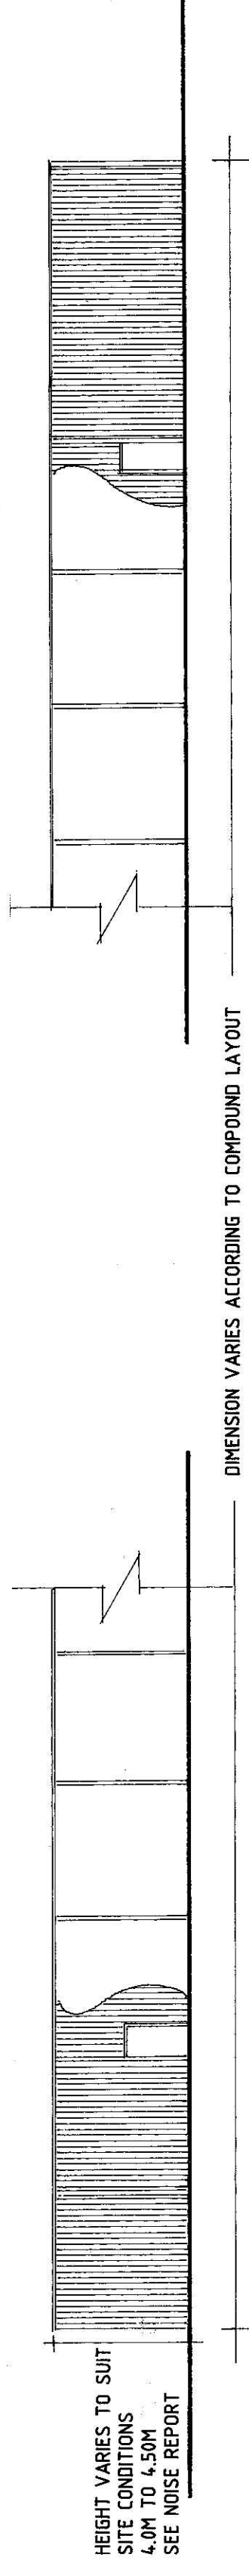 HEIGHT VARIES TO SUIT
SITE CONDITIONS
4.0M TO 4.50M
SEE NOISE REPORT
DIMENSION VARIES ACCORDING TO COMPOUND LAYOUT